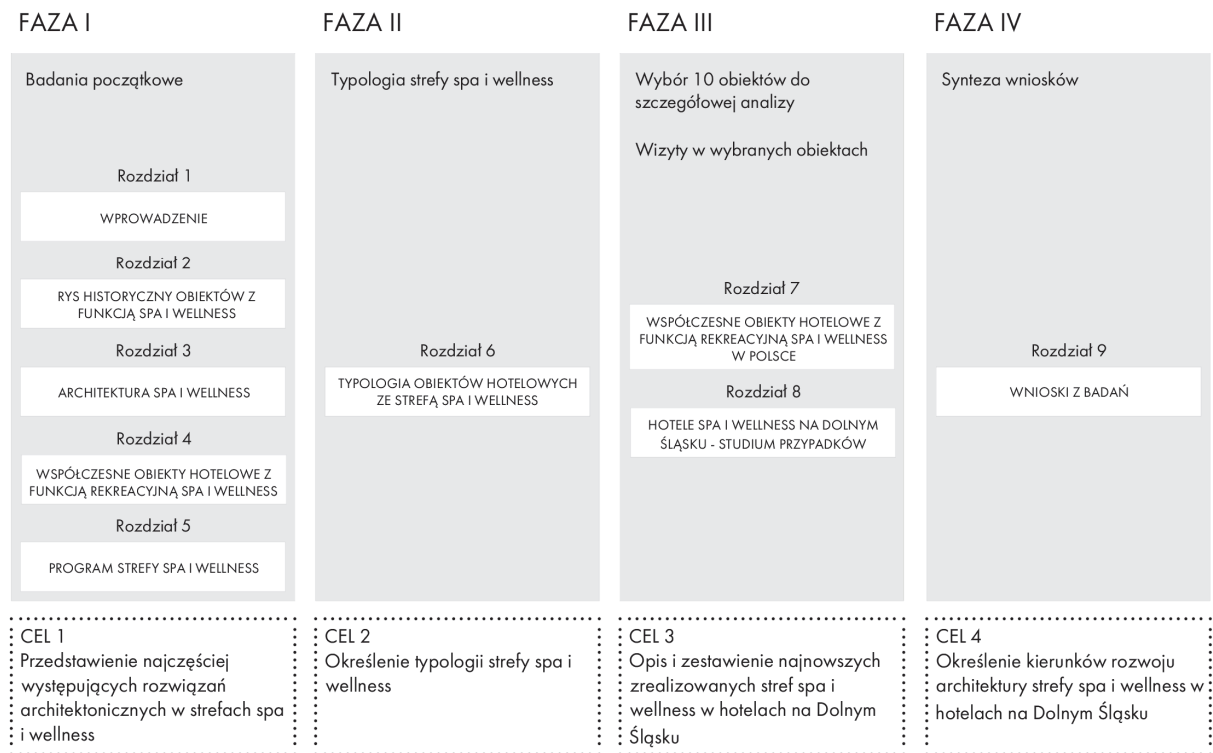 FAZA I
Badania początkowe
Rozdział 1
WPROWADZENIE
Rozdział 2
RYS HISTORYCZNY OBIEKTÓW Z
FUNKCJĄ SPA I WELLNESS
Rozdział 3
ARCHITEKTURA SPA I WELLNESS
Rozdział 4
WSPÓŁCZESNE OBIEKTY HOTELOWE Z
FUNKCJĄ REKREACYJNĄ SPA I WELLNESS
Rozdział 5
PROGRAM STREFY SPA I WELLNESS
CEL 1
Przedstawienie najczęściej
występujących rozwiązań
architektonicznych w strefach spa
i wellness
FAZA II
Typologia strefy spa i wellness
Rozdział 6
TYPOLOGIA OBIEKTÓW HOTELOWYCH
ZE STREFĄ SPA I WELLNESS
CEL 2
Określenie typologii strefy spa i
wellness
FAZA III
Wybór 10 obiektów do
szczegółowej analizy
Wizyty w wybranych obiektach
Rozdział 7
WSPÓŁCZESNE OBIEKTY HOTELOWE Z
FUNKCJĄ REKREACYJNĄ SPA I WELLNESS
W POLSCE
Rozdział 8
HOTELE SPA I WELLNESS NA DOLNYM
ŚLĄSKU - STUDIUM PRZYPADKÓW
CEL 3
Opis i zestawienie najnowszych
zrealizowanych stref spa i
wellness w hotelach na Dolnym
Śląsku
FAZA IV
Synteza wniosków
Rozdział 9
WNIOSKI Z BADAŃ
CEL 4
Określenie kierunków rozwoju
architektury strefy spa i wellness w
hotelach na Dolnym Śląsku